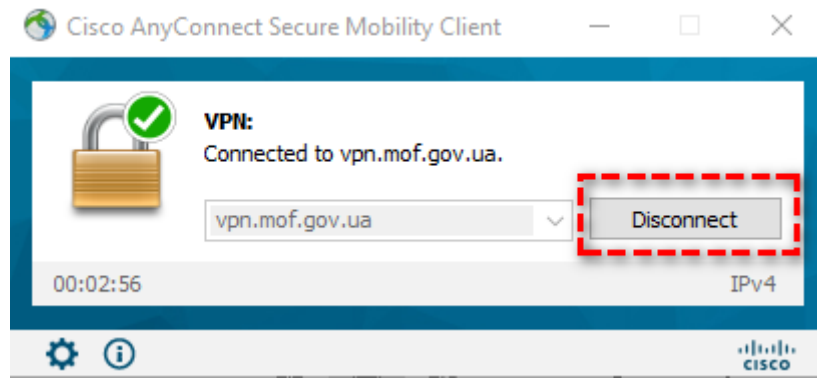 Cisco AnyConnect Secure Mobility Client
VPN:
Connected to vpn.mof.gov.ua.
vpn.mof.gov.ua
Disconnect
00:02:56
IPv4
CISCO